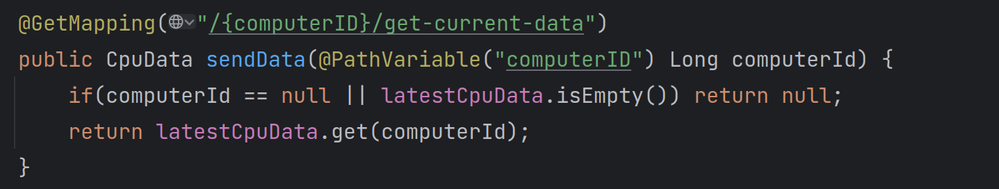 @GetMapping("/{computerID}/get-current-data")
public CpuData sendData(@PathVariable("computerID") Long computerId) {
    if(computerId == null || latestCpuData.isEmpty()) return null;
    return latestCpuData.get(computerId);
}